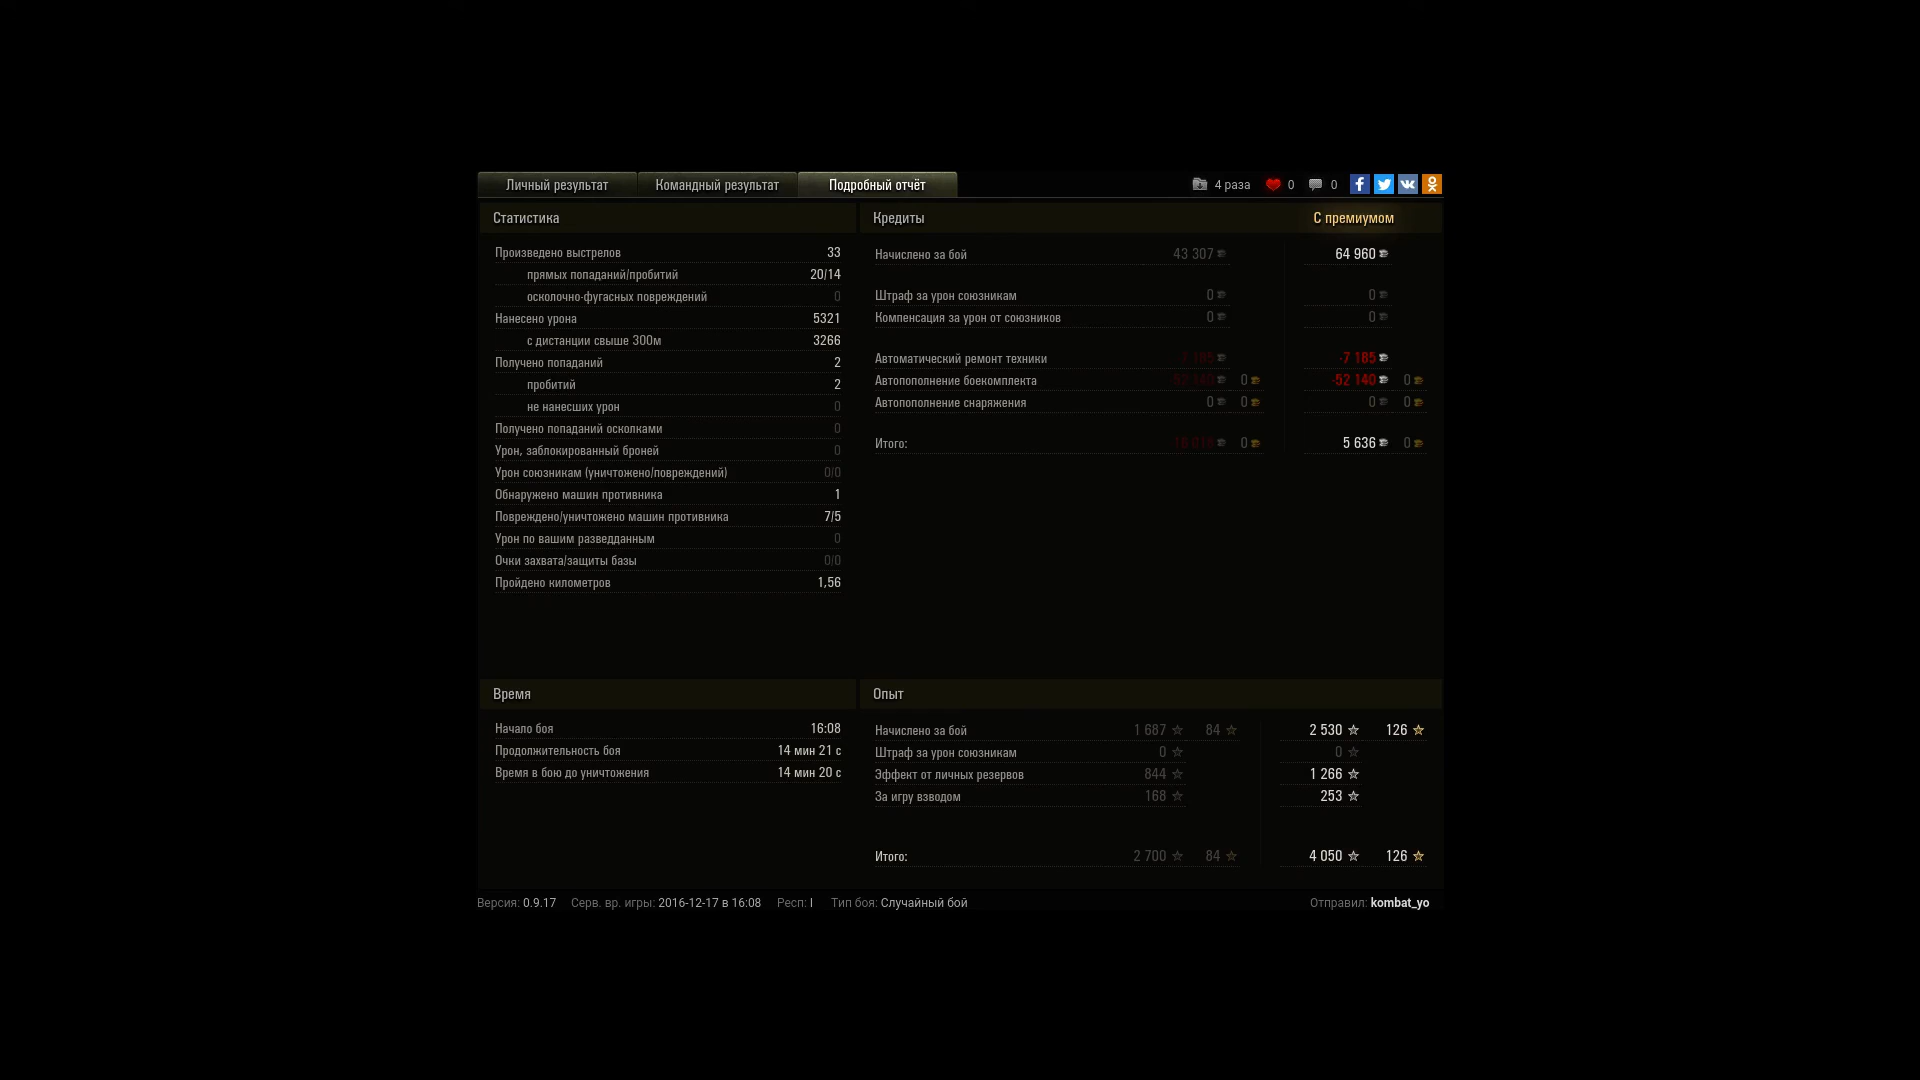 Личный результат Командный результат Подробный отчёт 4 раза 0 0
Статистика
Произведено выстрелов 33
прямых попаданий/пробитий 20/14
осколочно-фугасных повреждений 0
Нанесено урона 5321
с дистанции свыше 300м 3266
Получено попаданий 2
пробитий 2
не нанесших урон 0
Получено попаданий осколками 0
Урон, заблокированный броней 0
Урон союзникам (уничтожено/повреждений) 0/0
Обнаружено машин противника 1
Повреждено/уничтожено машин противника 7/5
Урон по вашим разведданным 0
Очки захвата/защиты базы 0/0
Пройдено километров 1,56
Кредиты С премиумом
Начислено за бой 43 307 64 960
Штраф за урон союзникам 0 0
Компенсация за урон от союзников 0 0
Автоматический ремонт техники -7 185
Автопополнение боекомплекта -52 140 0 -52 140 0
Автопополнение снаряжения 0 0 0 0
Итого: 0 5 636 0
Время
Начало боя 16:08
Продолжительность боя 14 мин 21 с
Время в бою до уничтожения 14 мин 20 с
Опыт
Начислено за бой 1 687 84 2 530 126
Штраф за урон союзникам 0 0
Эффект от личных резервов 844 1 266
За игру взводом 168 253
Итого: 2 700 84 4 050 126
Версия: 0.9.17 Серв. вр. игры: 2016-12-17 в 16:08 Респ: I Тип боя: Случайный бой Отправил: kombat_yo